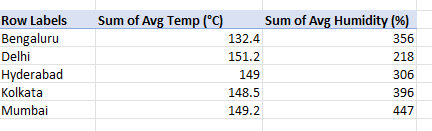 Row Labels Sum of Avg Temp (°C) Sum of Avg Humidity (%)
Bengaluru 132.4 356
Delhi 151.2 218
Hyderabad 149 306
Kolkata 148.5 396
Mumbai 149.2 447